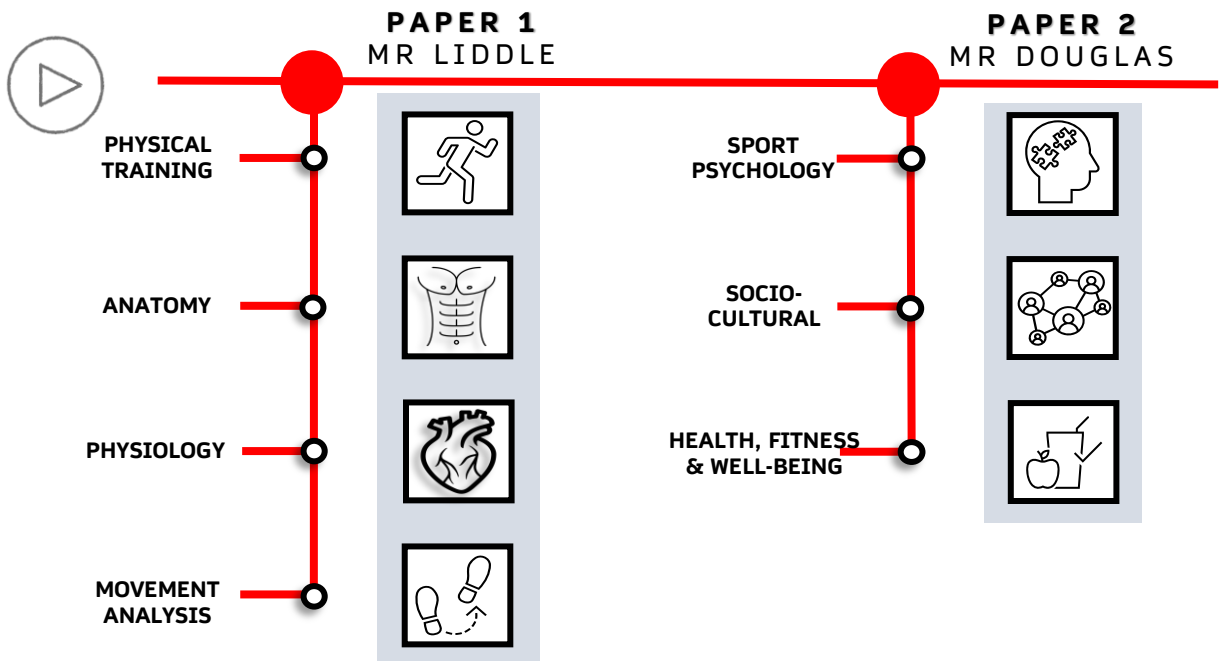 PAPER 1
MR LIDDLE
PHYSICAL
TRAINING
ANATOMY
PHYSIOLOGY
MOVEMENT
ANALYSIS
PAPER 2
MR DOUGLAS
SPORT
PSYCHOLOGY
SOCIO-
CULTURAL
HEALTH, FITNESS
& WELL-BEING